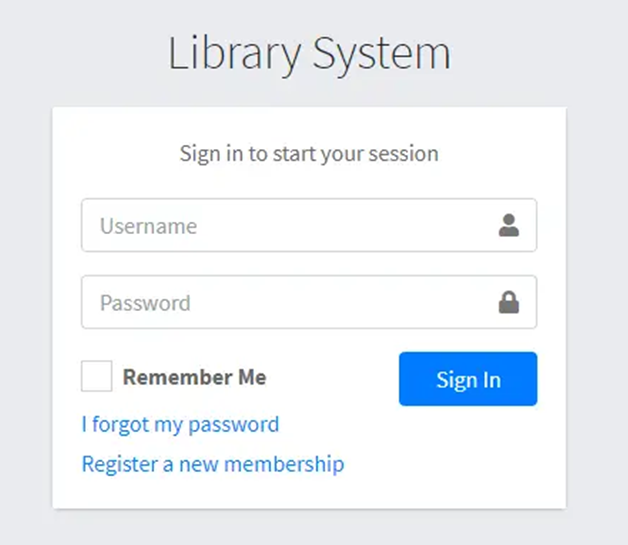 Library System
Sign in to start your session
Username
Password
Remember Me
Sign In
I forgot my password
Register a new membership